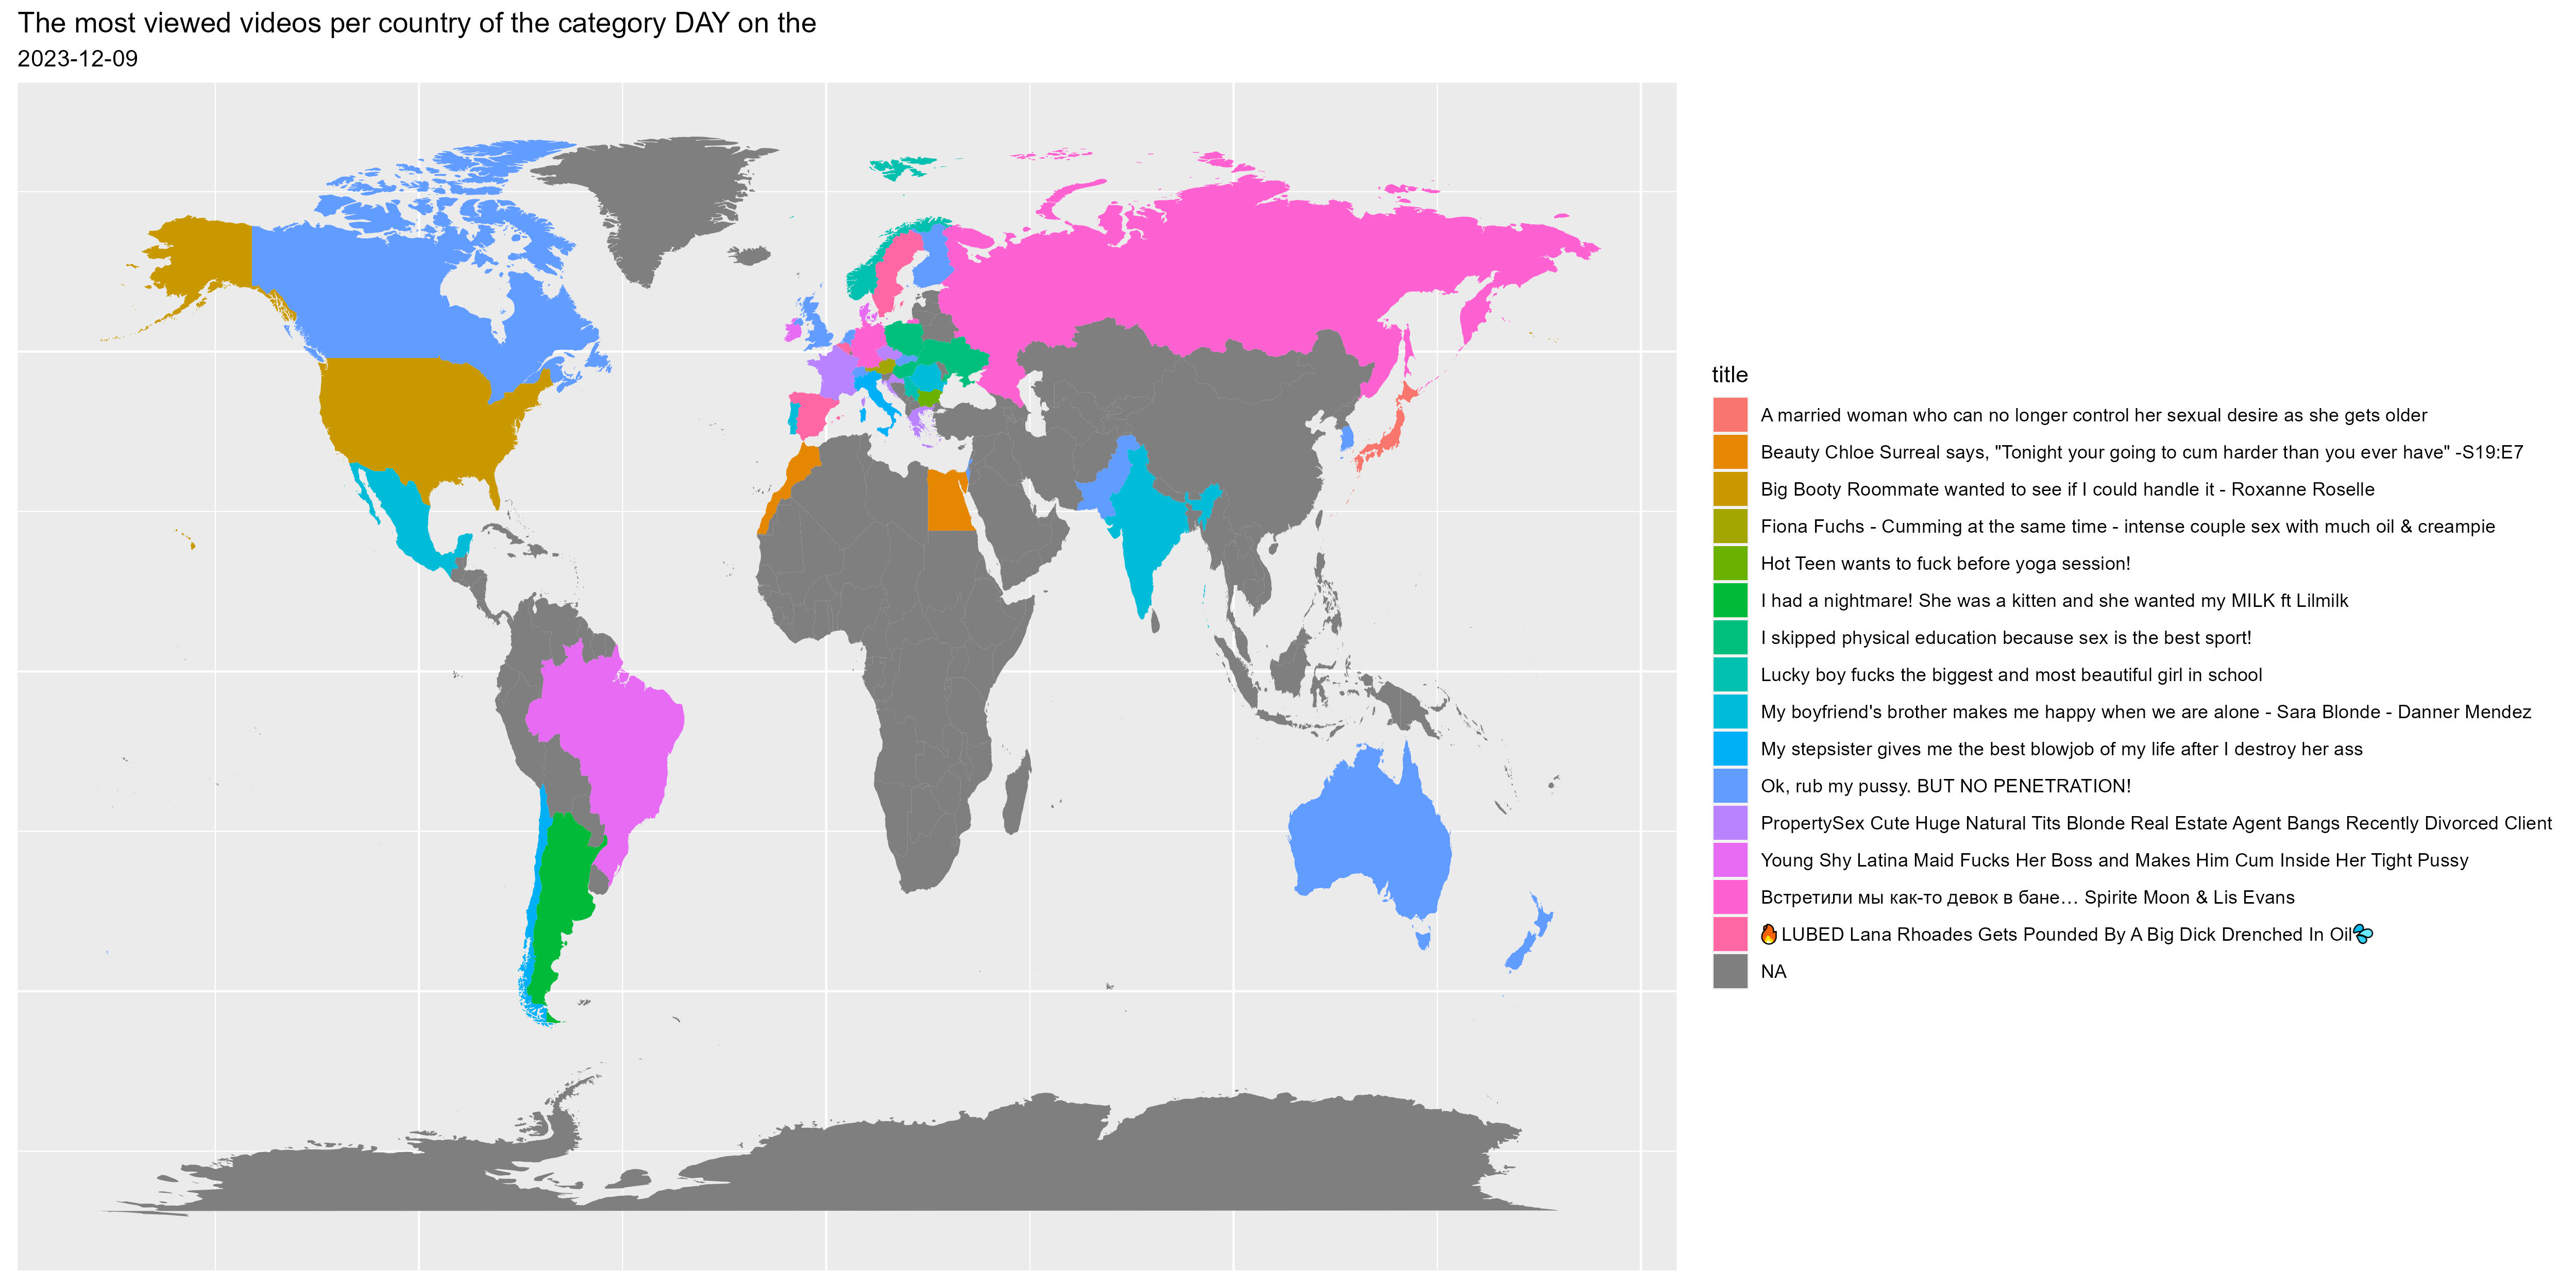 The most viewed videos per country of the category DAY on the
2023-12-09
title
A married woman who can no longer control her sexual desire as she gets older
Beauty Chloe Surreal says, "Tonight your going to cum harder than you ever have" -S19:E7
Big Booty Roommate wanted to see if I could handle it - Roxanne Roselle
Fiona Fuchs - Cumming at the same time - intense couple sex with much oil & creampie
Hot Teen wants to fuck before yoga session!
I had a nightmare! She was a kitten and she wanted my MILK ft Lilmilk
I skipped physical education because sex is the best sport!
Lucky boy fucks the biggest and most beautiful girl in school
My boyfriend's brother makes me happy when we are alone - Sara Blonde - Danner Mendez
My stepsister gives me the best blowjob of my life after I destroy her ass
Ok, rub my pussy. BUT NO PENETRATION!
PropertySex Cute Huge Natural Tits Blonde Real Estate Agent Bangs Recently Divorced Client
Young Shy Latina Maid Fucks Her Boss and Makes Him Cum Inside Her Tight Pussy
Встретили мы как-то девок в бане… Spirite Moon & Lis Evans
🔥LUBED Lana Rhoades Gets Pounded By A Big Dick Drenched In Oil💦
NA